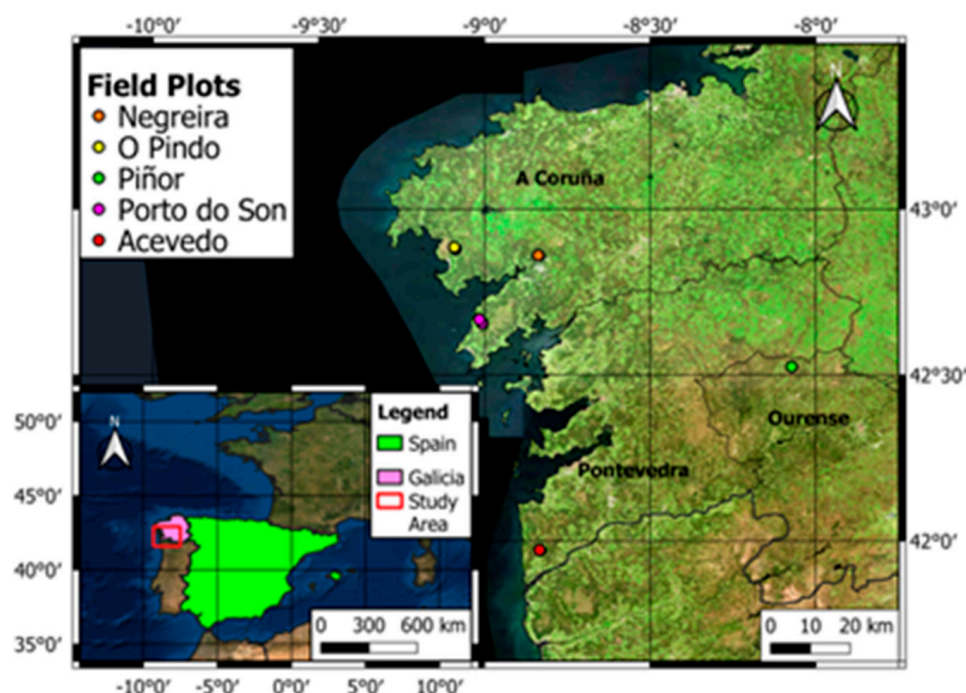 -10°0' -9°30' -9°0' -8°30' -8°0'
Field Plots
Negreira
O Pindo
Piñor
Porto do Son
Acevedo
N
A Coruña
43°0'
42°30'
Ourense
Pontevedra
42°0'
0 10 20 km
50°0'
45°0'
40°0'
35°0'
N
Legend
Spain
Galicia
Study
Area
0 300 600 km
-10°0' -5°0' 0°0' 5°0' 10°0'